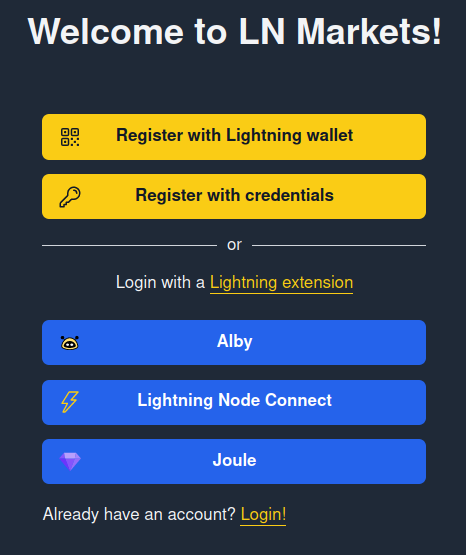 Welcome to LN Markets!
Register with Lightning wallet
Register with credentials
or
Login with a Lightning extension
Alby
Lightning Node Connect
Joule
Already have an account? Login!